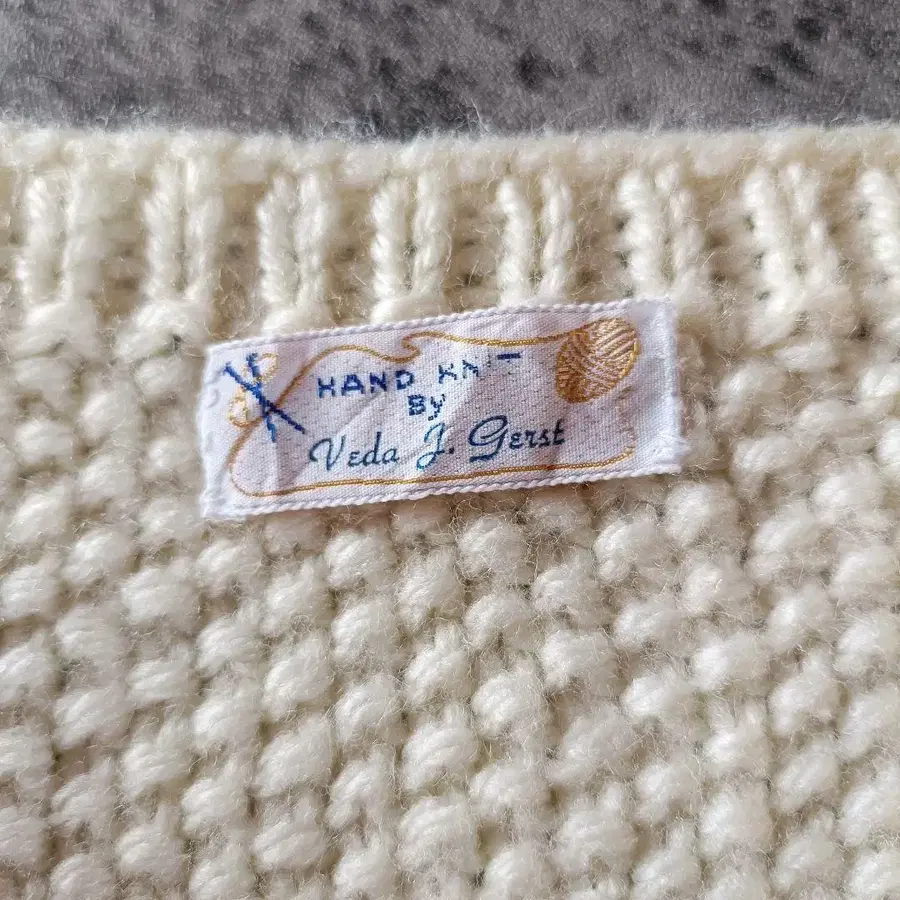 HAND KNIT
By
Veda J. Gerst